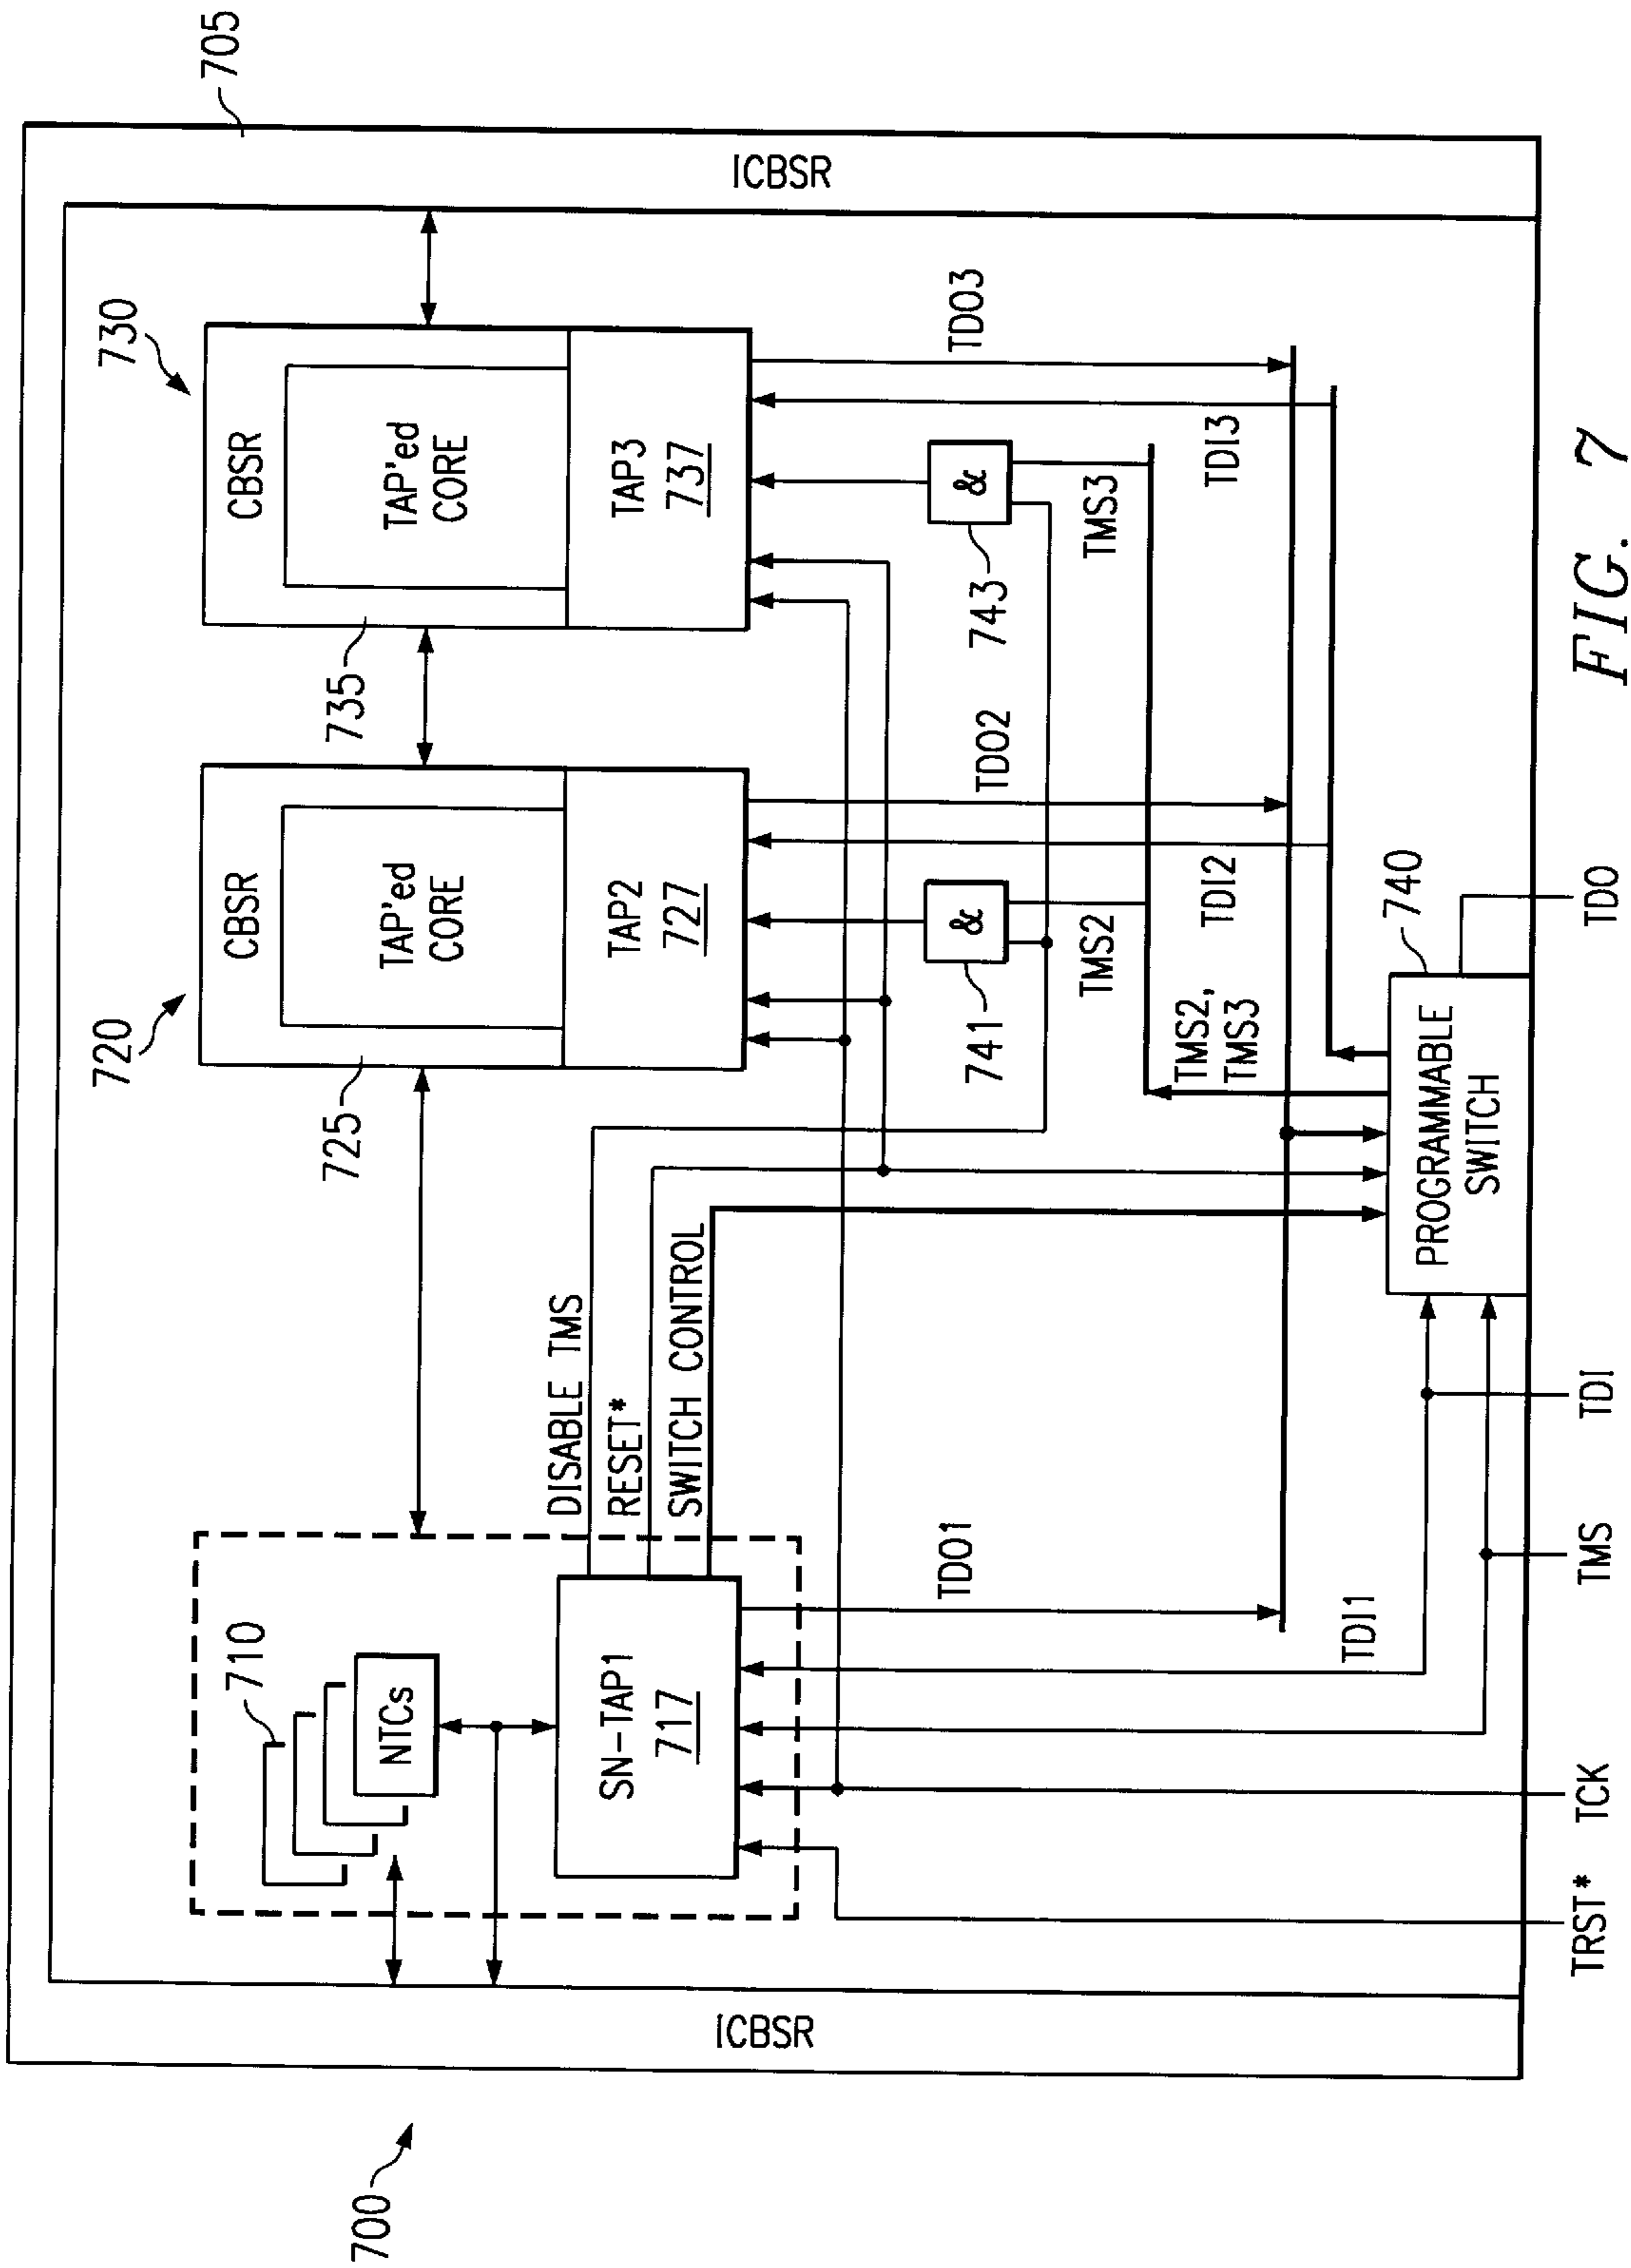 700
705
ICBSR
ICBSR
710
NTCs
SN-TAP1
717
720
CBSR
TAP'ed
CORE
725
TAP2
727
730
CBSR
TAP'ed
CORE
735
TAP3
737
DISABLE TMS
RESET*
SWITCH CONTROL
741
&
743
&
TDO1
TDO2
TDO3
TMS2
TMS3
TMS2,
TMS3
TDI1
TDI2
TDI3
740
PROGRAMMABLE
SWITCH
TRST*
TCK
TMS
TDI
TDO
FIG. 7